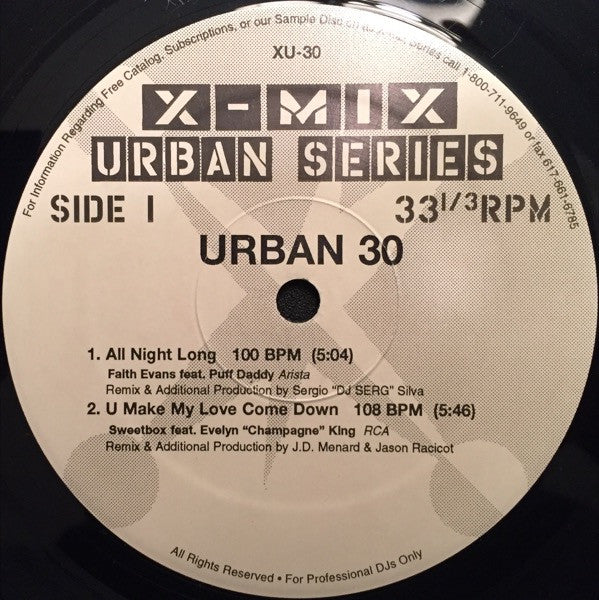 For Information Regarding Free Catalog, Subscriptions, or our Sample Disc on Series call 1-800-711-9649 or fax 617-661-6785
XU-30
X-MIX
URBAN SERIES
SIDE 1
33 1/3 RPM
URBAN 30
1. All Night Long 100 BPM (5:04)
Faith Evans feat. Puff Daddy Arista
Remix & Additional Production by Sergio "DJ SERG" Silva
2. U Make My Love Come Down 108 BPM (5:46)
Sweetbox feat. Evelyn "Champagne" King RCA
Remix & Additional Production by J.D. Menard & Jason Racicot
All Rights Reserved • For Professional DJs Only